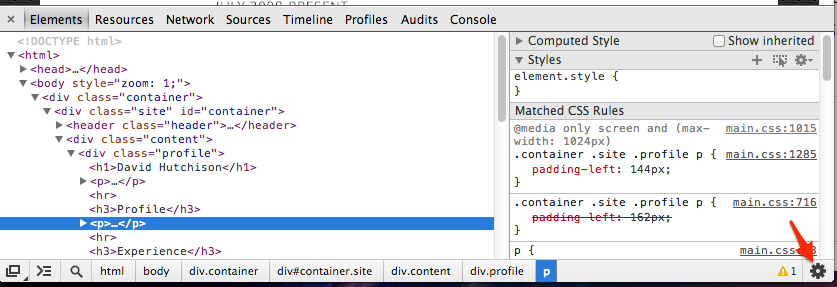 JULY 2008-PRESENT
× Elements Resources Network Sources Timeline Profiles Audits Console
<!DOCTYPE html>
▼<html>
▶<head>…</head>
▼<body style="zoom: 1;">
▼<div class="container">
▼<div class="site" id="container">
▶<header class="header">…</header>
▼<div class="content">
▼<div class="profile">
<h1>David Hutchison</h1>
▶<p>…</p>
<hr>
<h3>Profile</h3>
▶<p>…</p>
<hr>
<h3>Experience</h3>
▶ Computed Style Show inherited
▼ Styles
element.style {
}
Matched CSS Rules
@media only screen and (max- main.css:1015
width: 1024px)
.container .site .profile p { main.css:1285
padding-left: 144px;
}
.container .site .profile p { main.css:716
padding-left: 162px;
}
p {
html body div.container div#container.site div.content div.profile p 1